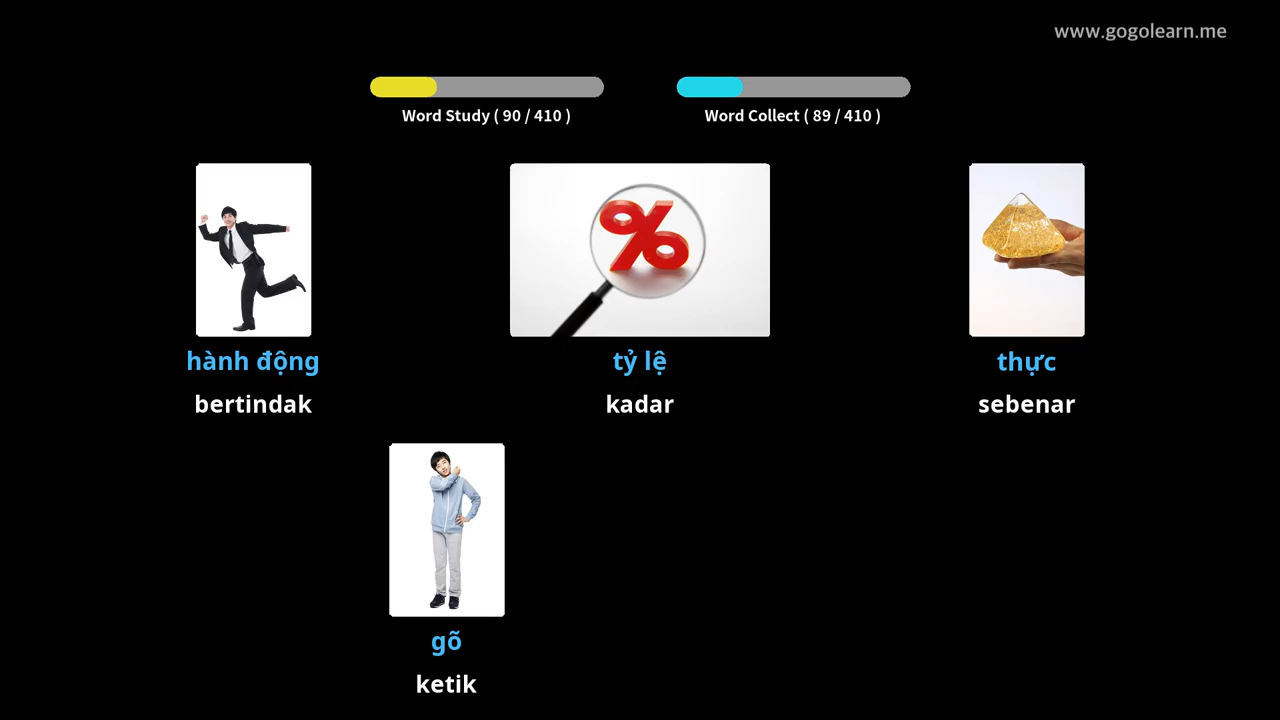 www.gogolearn.me
Word Study ( 90 / 410 )
Word Collect ( 89 / 410 )
%
hành động
tỷ lệ
thực
bertindak
kadar
sebenar
gõ
ketik